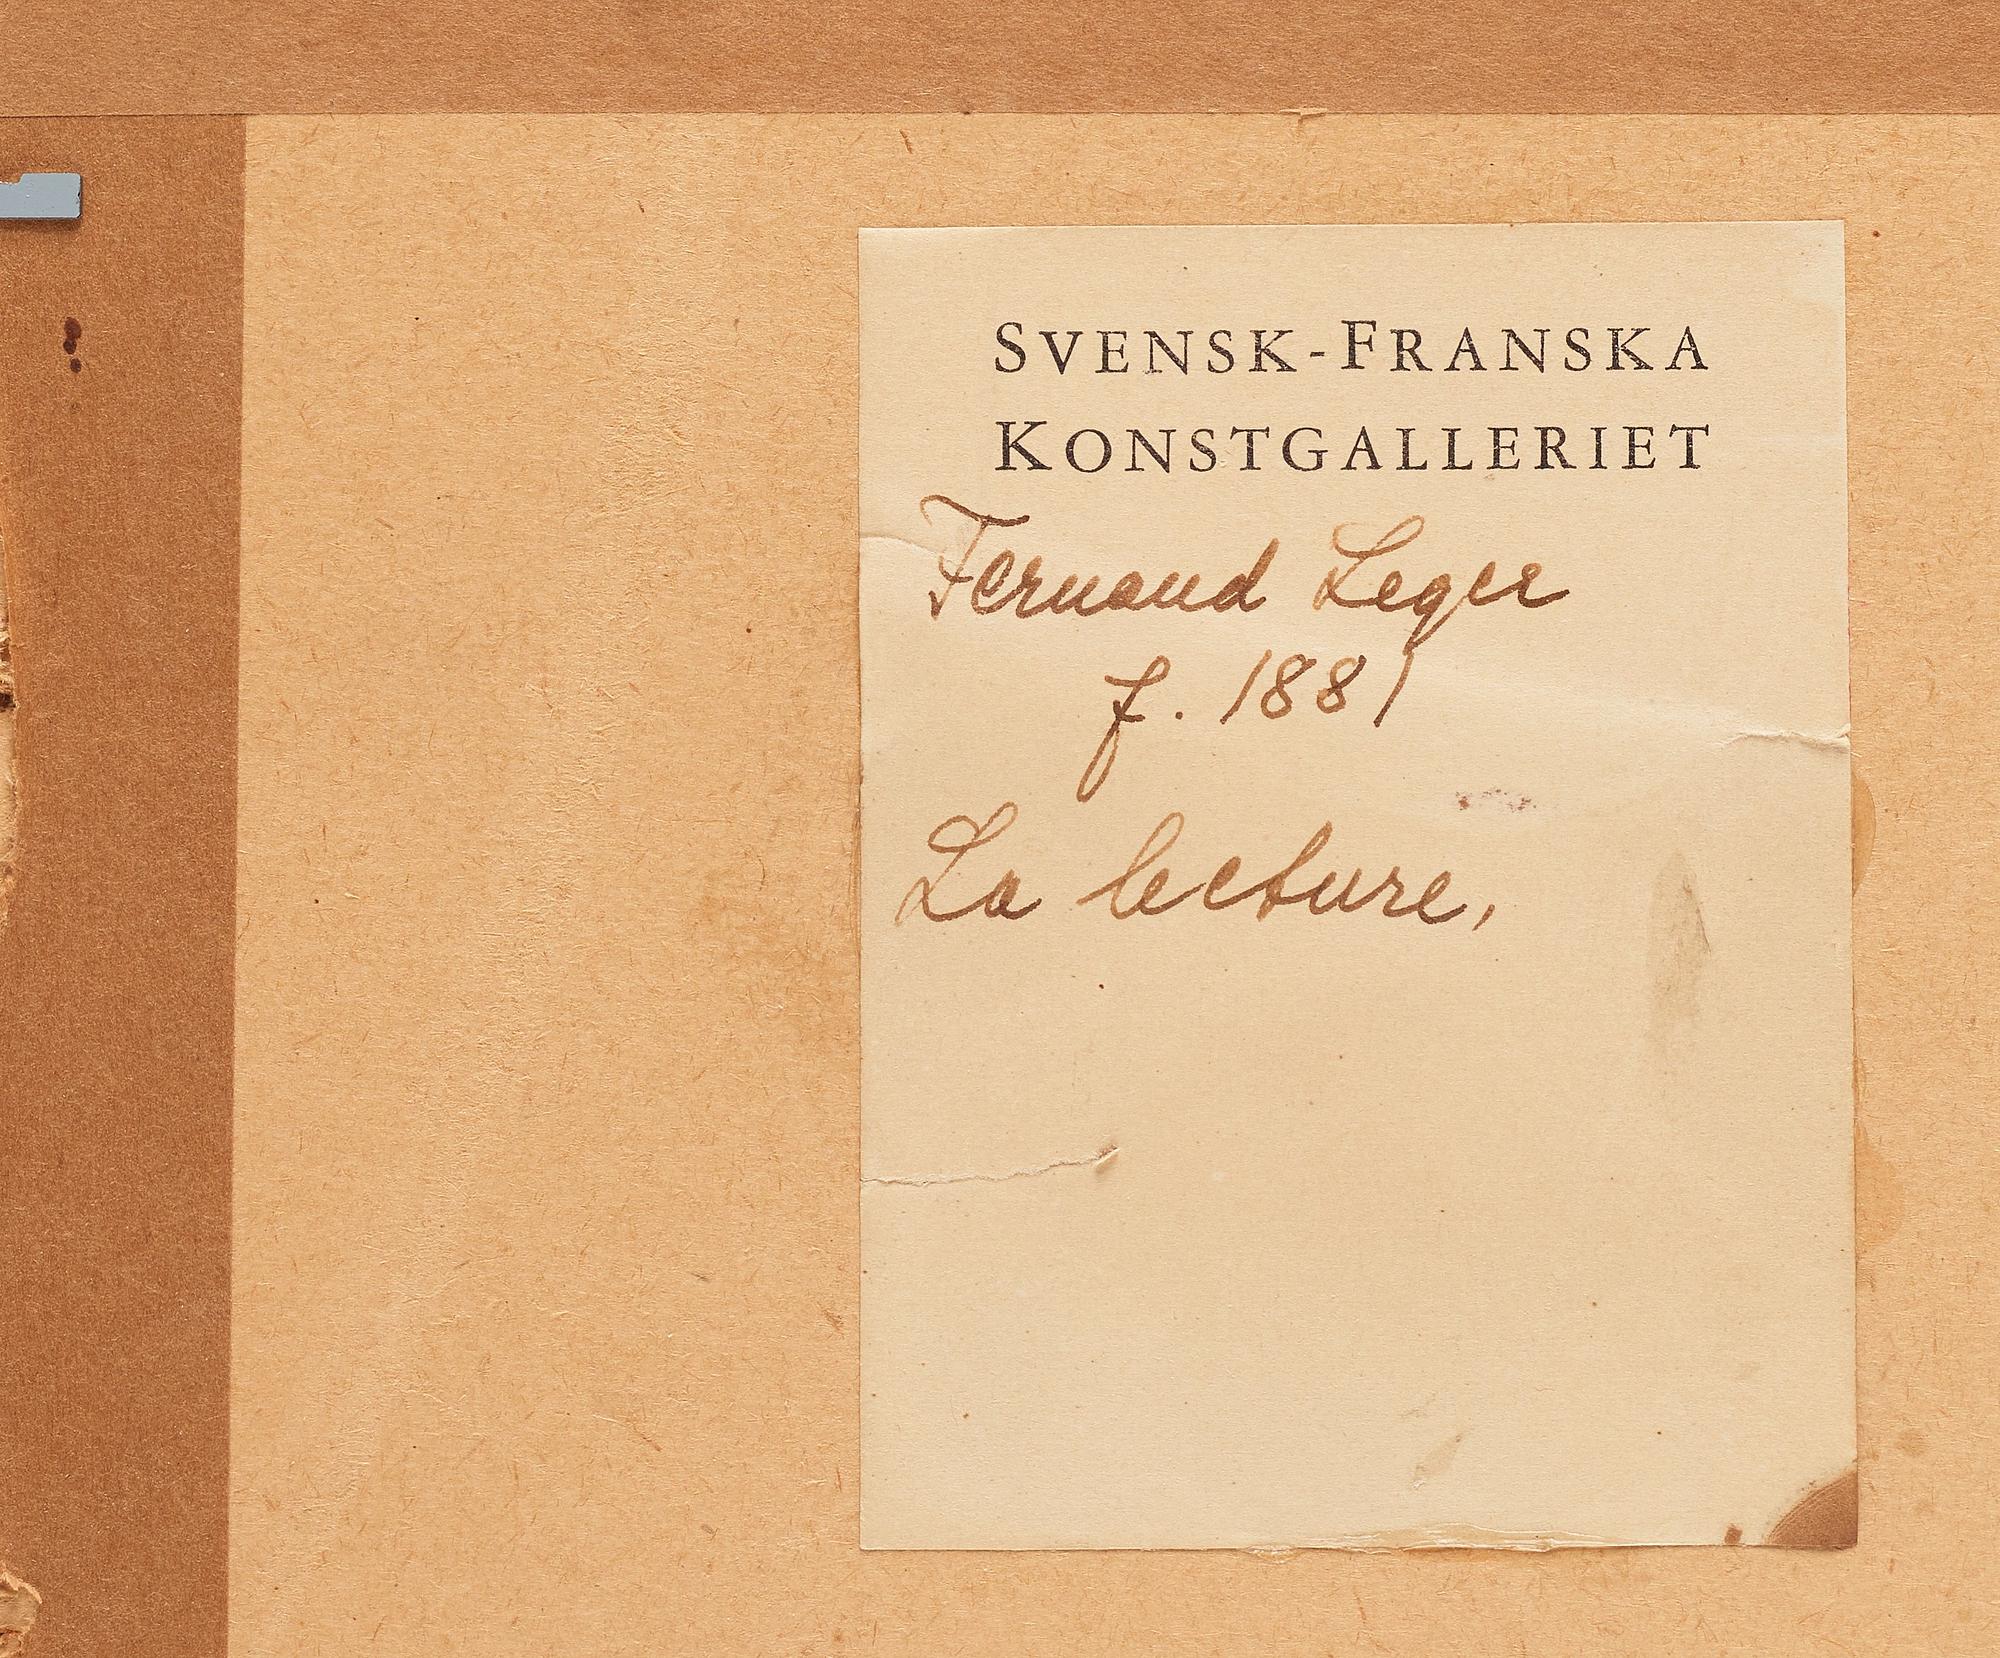 SVENSK-FRANSKA
KONSTGALLERIET
Fernand Leger
f. 1881
La lecture,